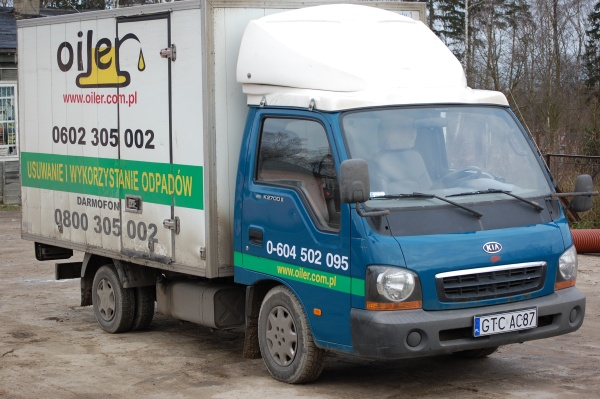 oiler
www.oiler.com.pl
0602 305 002
USUWANIE I WYKORZYSTANIE ODPADÓW
DARMOFON
0800 305 002
K2700 II
0-604 502 095
www.oiler.com.pl
KIA
GTC AC87